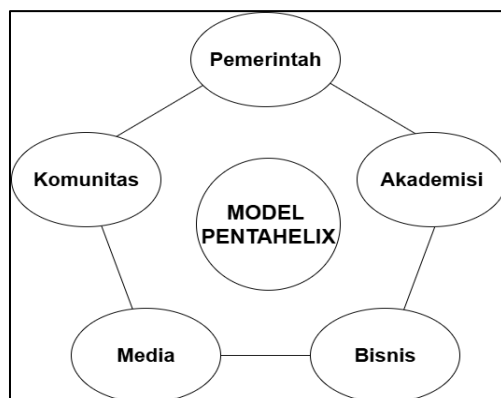 Pemerintah
Komunitas
Akademisi
MODEL
PENTAHELIX
Media
Bisnis